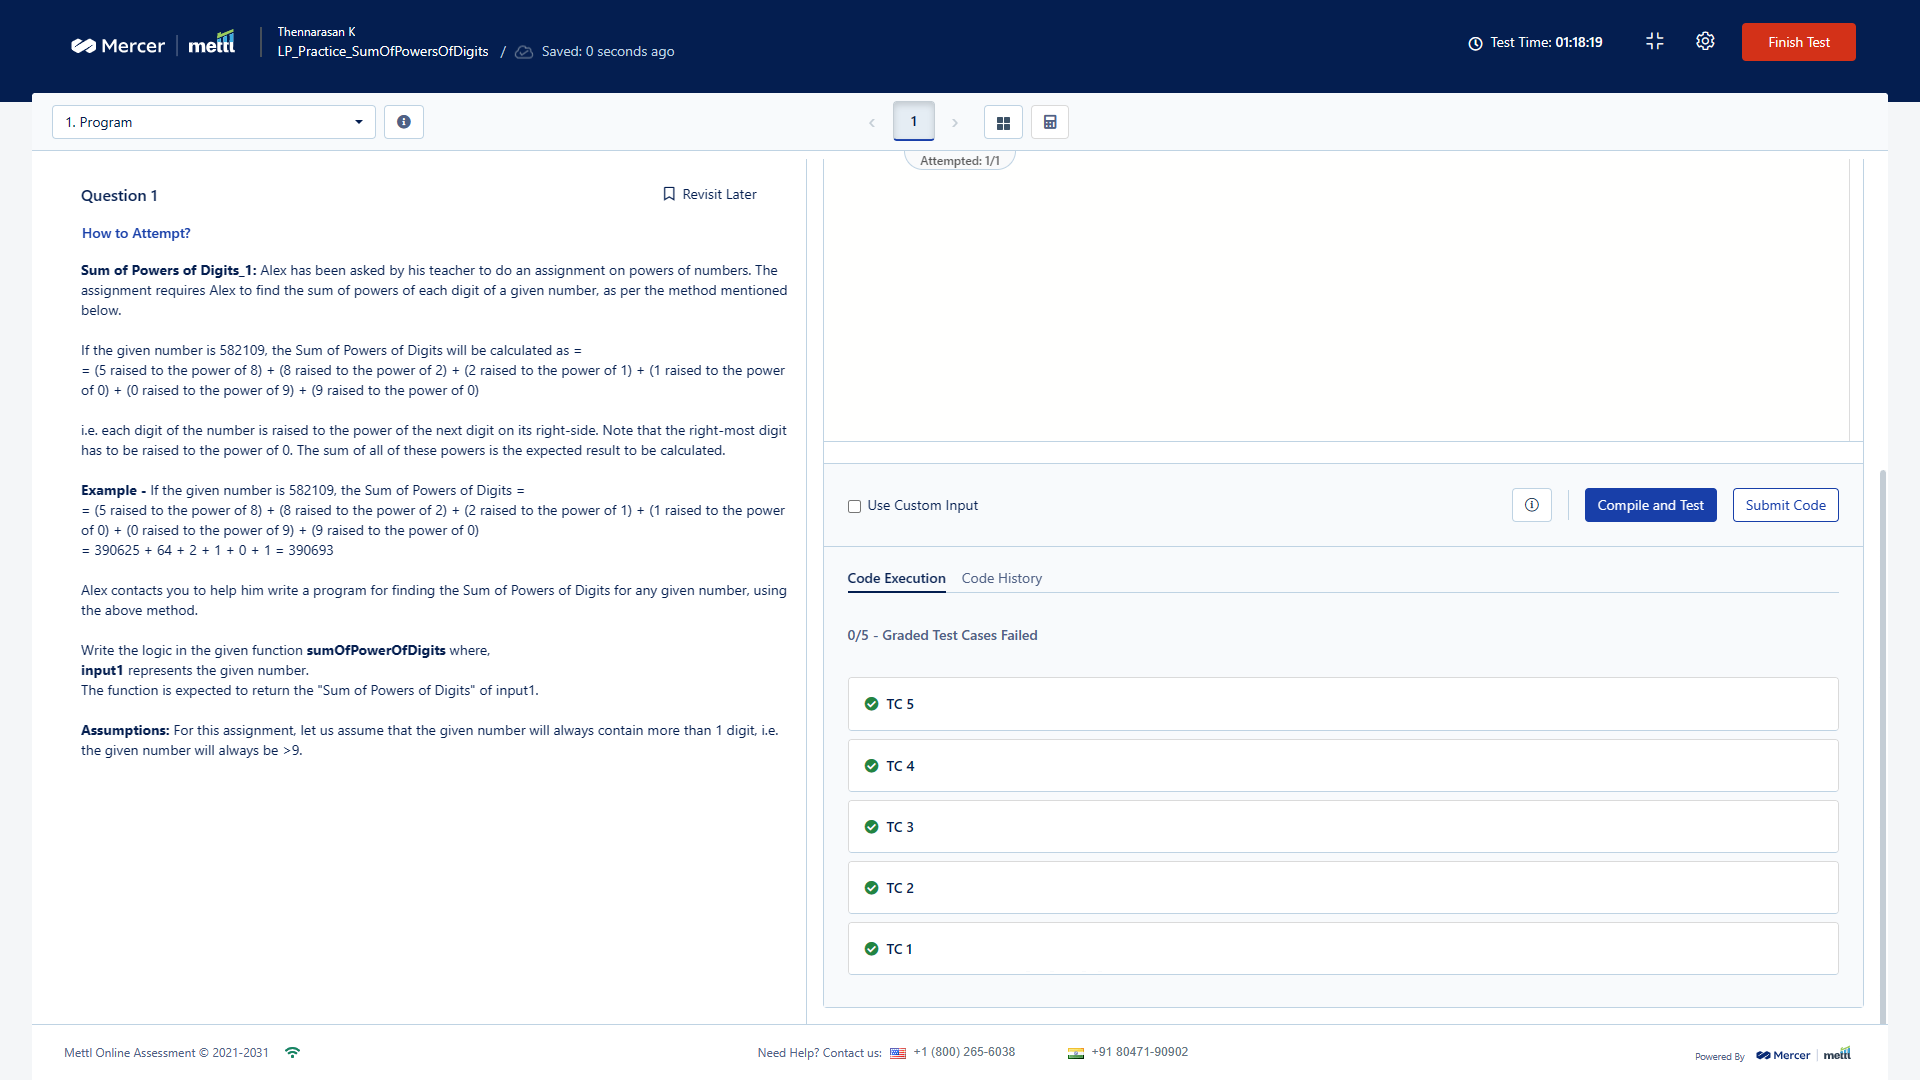 Mercer | mettl
Thennarasan K
LP_Practice_SumOfPowersOfDigits / Saved: 0 seconds ago
Test Time: 01:18:19
Finish Test
1. Program
1
Attempted: 1/1
Question 1
Revisit Later
How to Attempt?
Sum of Powers of Digits_1: Alex has been asked by his teacher to do an assignment on powers of numbers. The
assignment requires Alex to find the sum of powers of each digit of a given number, as per the method mentioned
below.
If the given number is 582109, the Sum of Powers of Digits will be calculated as =
= (5 raised to the power of 8) + (8 raised to the power of 2) + (2 raised to the power of 1) + (1 raised to the power
of 0) + (0 raised to the power of 9) + (9 raised to the power of 0)
i.e. each digit of the number is raised to the power of the next digit on its right-side. Note that the right-most digit
has to be raised to the power of 0. The sum of all of these powers is the expected result to be calculated.
Example - If the given number is 582109, the Sum of Powers of Digits =
= (5 raised to the power of 8) + (8 raised to the power of 2) + (2 raised to the power of 1) + (1 raised to the power
of 0) + (0 raised to the power of 9) + (9 raised to the power of 0)
= 390625 + 64 + 2 + 1 + 0 + 1 = 390693
Alex contacts you to help him write a program for finding the Sum of Powers of Digits for any given number, using
the above method.
Write the logic in the given function sumOfPowerOfDigits where,
input1 represents the given number.
The function is expected to return the "Sum of Powers of Digits" of input1.
Assumptions: For this assignment, let us assume that the given number will always contain more than 1 digit, i.e.
the given number will always be >9.
Use Custom Input
Compile and Test
Submit Code
Code Execution
Code History
0/5 - Graded Test Cases Failed
TC 5
TC 4
TC 3
TC 2
TC 1
Mettl Online Assessment © 2021-2031
Need Help? Contact us: +1 (800) 265-6038
+91 80471-90902
Powered By Mercer | mettl